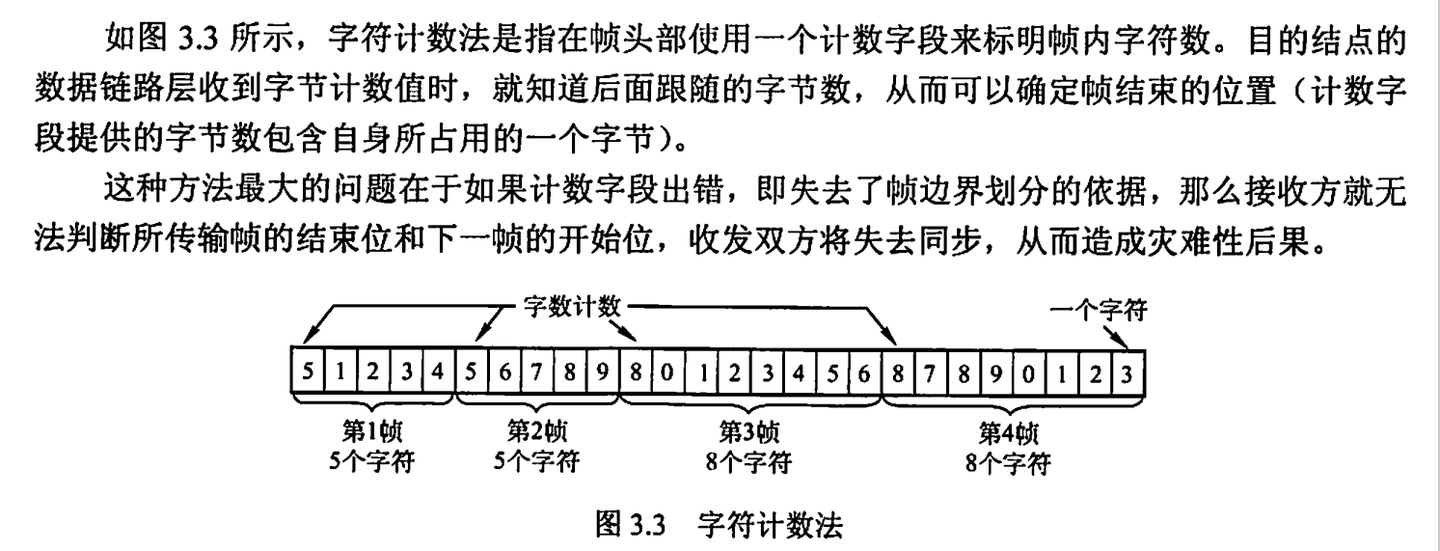 如图 3.3 所示，字符计数法是指在帧头部使用一个计数字段来标明帧内字符数。目的结点的
数据链路层收到字节计数值时，就知道后面跟随的字节数，从而可以确定帧结束的位置（计数字
段提供的字节数包含自身所占用的一个字节）。
这种方法最大的问题在于如果计数字段出错，即失去了帧边界划分的依据，那么接收方就无
法判断所传输帧的结束位和下一帧的开始位，收发双方将失去同步，从而造成灾难性后果。
字数计数 一个字符
5 1 2 3 4 5 6 7 8 9 8 0 1 2 3 4 5 6 8 7 8 9 0 1 2 3
第1帧 第2帧 第3帧 第4帧
5个字符 5个字符 8个字符 8个字符
图 3.3 字符计数法